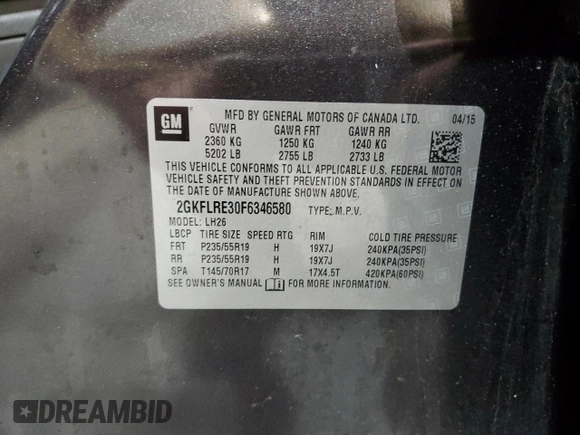 GM
MFD BY GENERAL MOTORS OF CANADA LTD. 04/15
GVWR GAWR FRT GAWR RR
2360 KG 1250 KG 1240 KG
5202 LB 2755 LB 2733 LB
THIS VEHICLE CONFORMS TO ALL APPLICABLE U.S. FEDERAL MOTOR
VEHICLE SAFETY AND THEFT PREVENTION STANDARDS IN EFFECT ON
THE DATE OF MANUFACTURE SHOWN ABOVE.
2GKFLRE30F6346580 TYPE: M.P.V.
MODEL: LH26
LBCP TIRE SIZE SPEED RTG RIM COLD TIRE PRESSURE
FRT P235/55R19 H 19X7J 240KPA(35PSI)
RR P235/55R19 H 19X7J 240KPA(35PSI)
SPA T145/70R17 M 17X4.5T 420KPA(60PSI)
SEE OWNER'S MANUAL FOR MORE INFORMATION.
DREAMBID